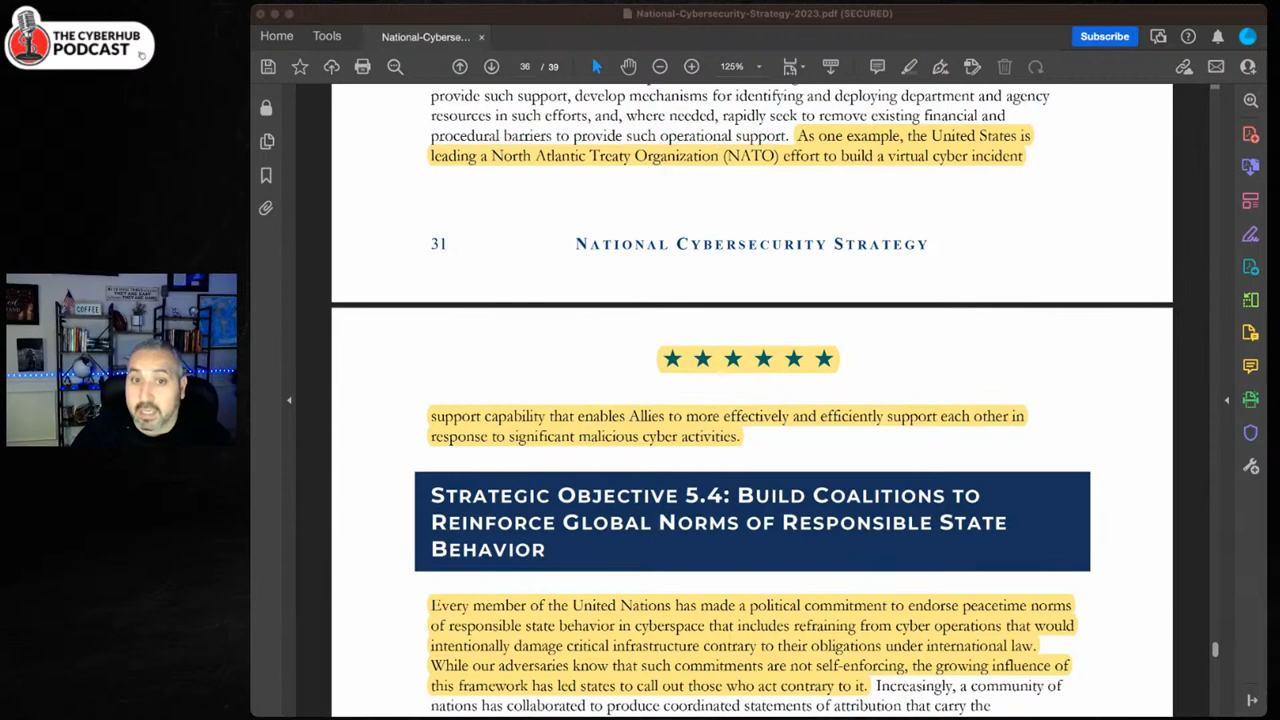 THE CYBERHUB
PODCAST
National-Cybersecurity-Strategy-2023.pdf (SECURED)
Home Tools National-Cyberse... × Subscribe
36 / 39 125%
provide such support, develop mechanisms for identifying and deploying department and agency
resources in such efforts, and, where needed, rapidly seek to remove existing financial and
procedural barriers to provide such operational support. As one example, the United States is
leading a North Atlantic Treaty Organization (NATO) effort to build a virtual cyber incident
31 NATIONAL CYBERSECURITY STRATEGY
support capability that enables Allies to more effectively and efficiently support each other in
response to significant malicious cyber activities.
STRATEGIC OBJECTIVE 5.4: BUILD COALITIONS TO
REINFORCE GLOBAL NORMS OF RESPONSIBLE STATE
BEHAVIOR
Every member of the United Nations has made a political commitment to endorse peacetime norms
of responsible state behavior in cyberspace that includes refraining from cyber operations that would
intentionally damage critical infrastructure contrary to their obligations under international law.
While our adversaries know that such commitments are not self-enforcing, the growing influence of
this framework has led states to call out those who act contrary to it. Increasingly, a community of
nations has collaborated to produce coordinated statements of attribution that carry the
COFFEE